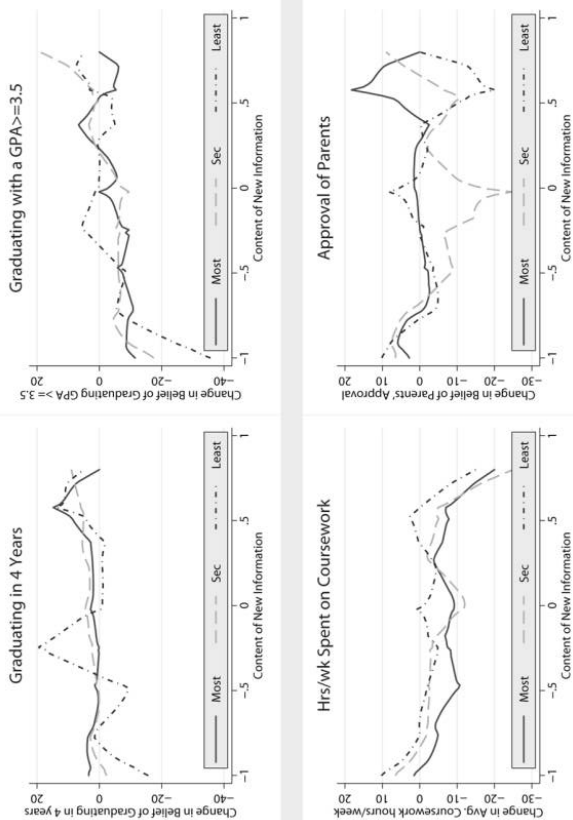 Graduating in 4 Years
Change in Belief of Graduating in 4 years
20
0
−20
−40
−1 −.5 0 .5 1
Content of New Information
Most Sec Least
Graduating with a GPA>=3.5
Change in Belief of Graduating GPA >= 3.5
20
0
−20
−40
−1 −.5 0 .5 1
Content of New Information
Most Sec Least
Hrs/wk Spent on Coursework
Change in Avg. Coursework hours/week
20
10
0
−10
−20
−30
−1 −.5 0 .5 1
Content of New Information
Most Sec Least
Approval of Parents
Change in Belief of Parents' Approval
20
10
0
−10
−20
−30
−1 −.5 0 .5 1
Content of New Information
Most Sec Least